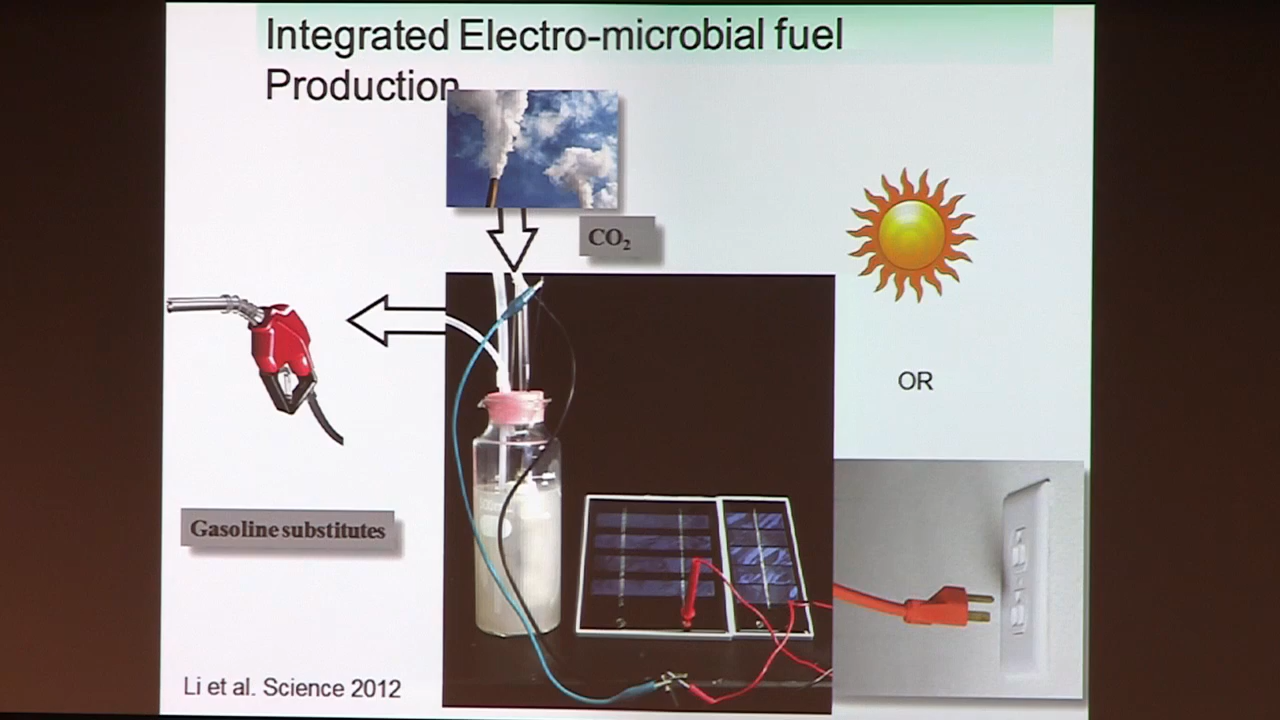 Integrated Electro-microbial fuel
Production
CO₂
OR
Gasoline substitutes
Li et al. Science 2012